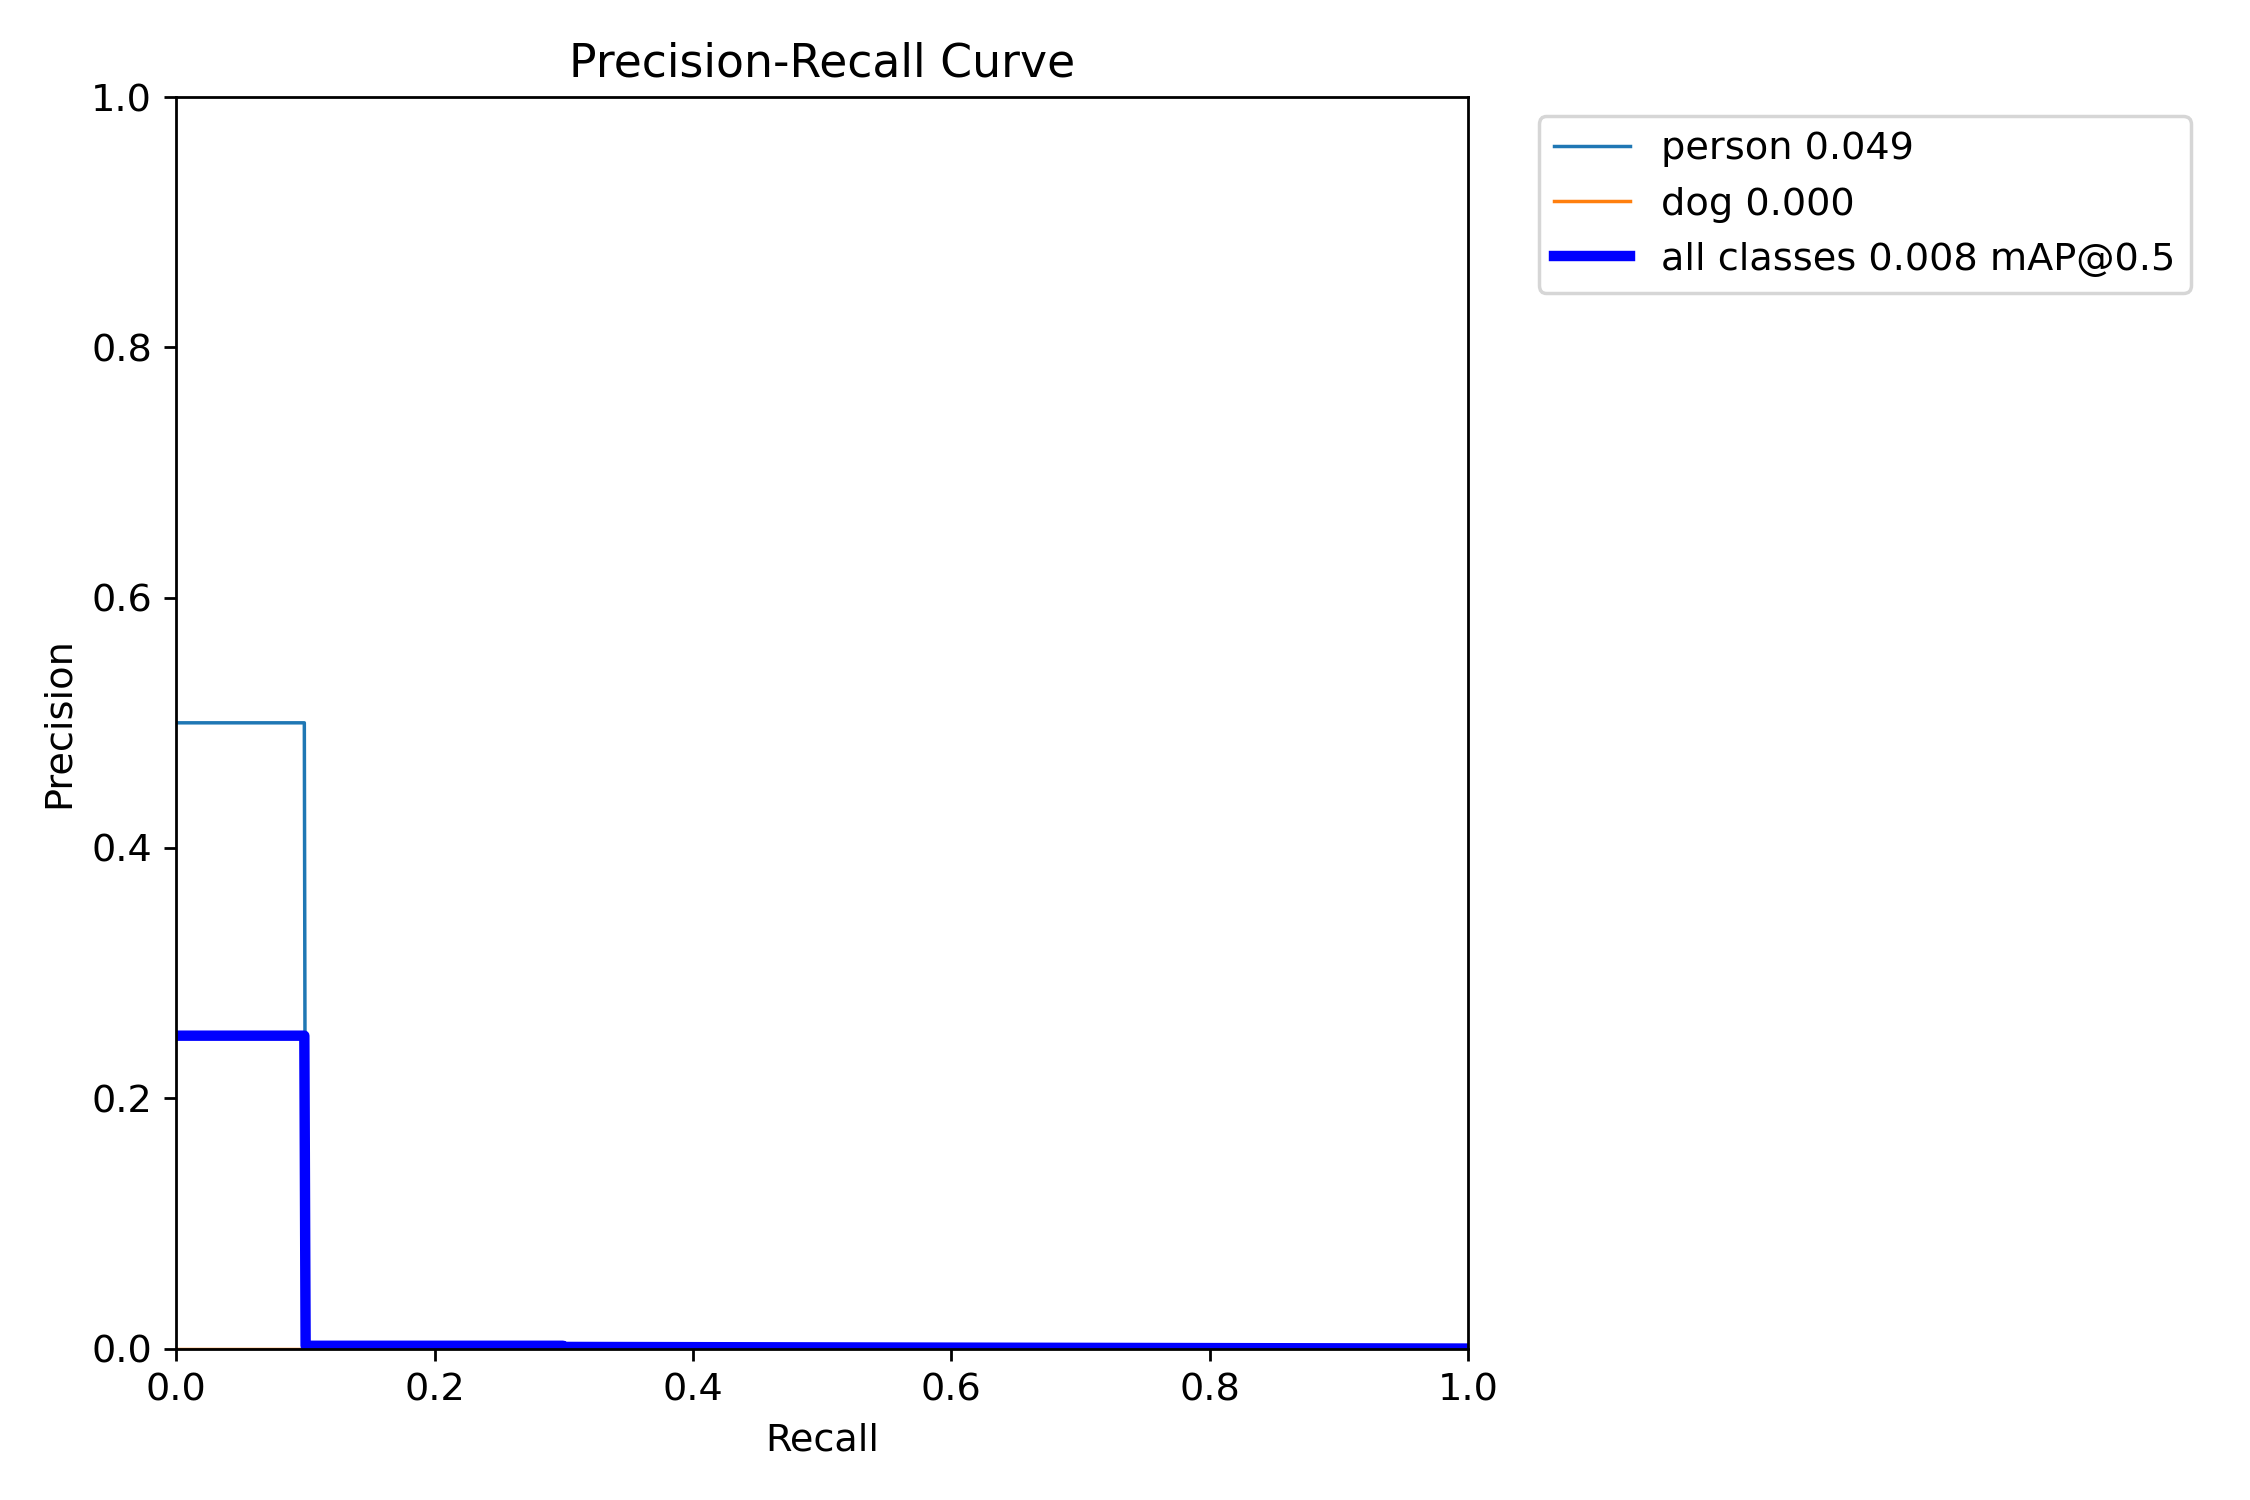 Precision-Recall Curve
1.0
0.8
0.6
0.4
0.2
0.0
Precision
0.0 0.2 0.4 0.6 0.8 1.0
Recall
person 0.049
dog 0.000
all classes 0.008 mAP@0.5